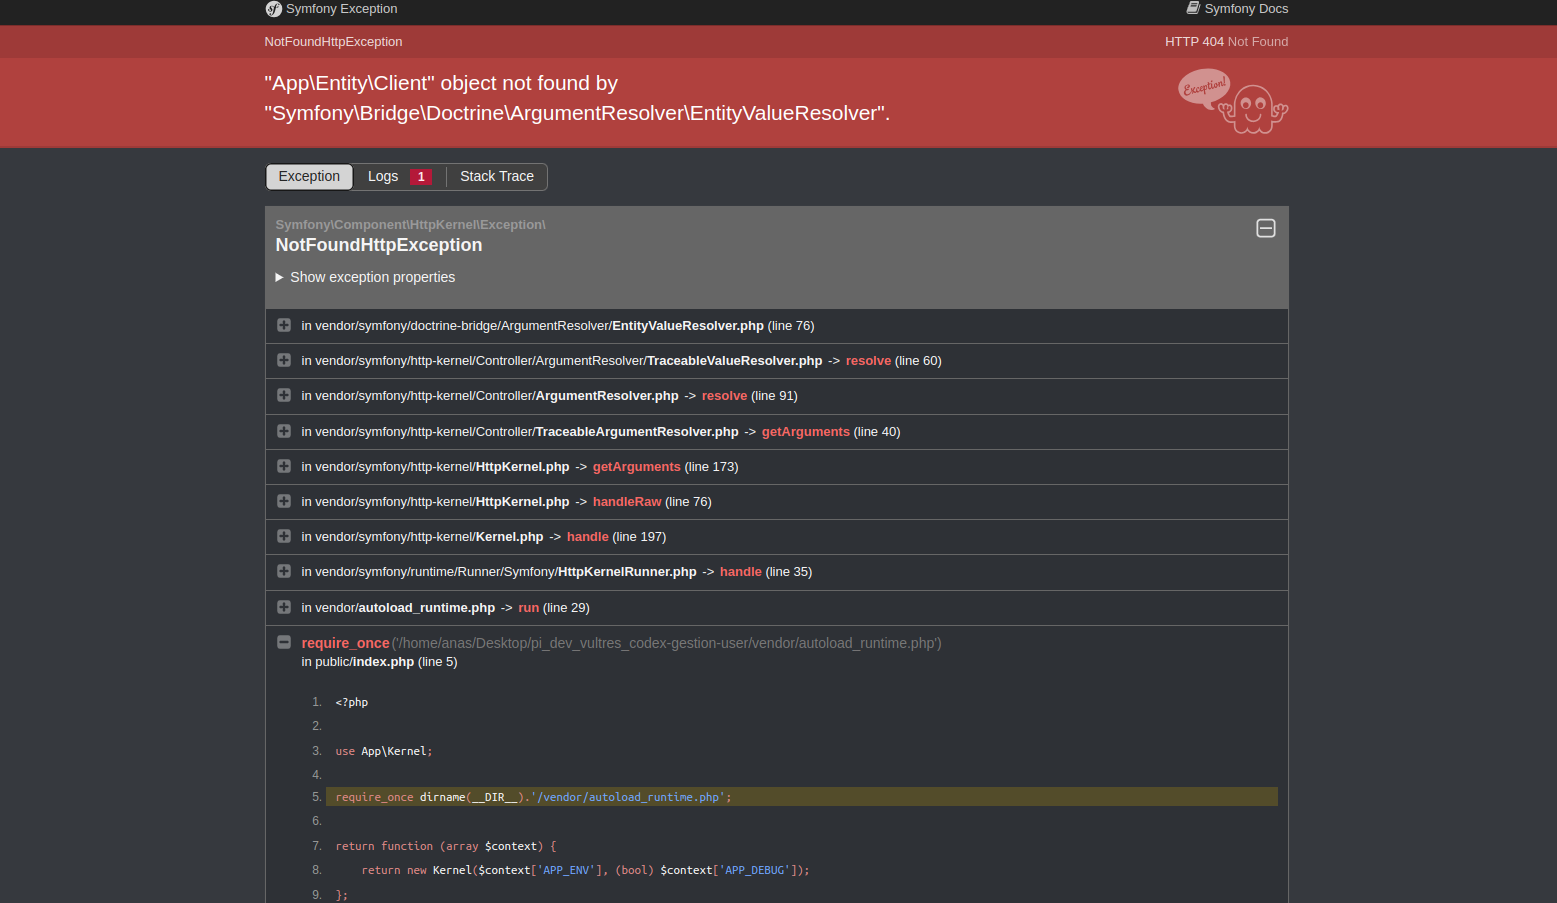 sf Symfony Exception
Symfony Docs
NotFoundHttpException
HTTP 404 Not Found
"App\Entity\Client" object not found by
"Symfony\Bridge\Doctrine\ArgumentResolver\EntityValueResolver".
Exception!
Exception
Logs 1
Stack Trace
Symfony\Component\HttpKernel\Exception\
NotFoundHttpException
Show exception properties
in vendor/symfony/doctrine-bridge/ArgumentResolver/EntityValueResolver.php (line 76)
in vendor/symfony/http-kernel/Controller/ArgumentResolver/TraceableValueResolver.php -> resolve (line 60)
in vendor/symfony/http-kernel/Controller/ArgumentResolver.php -> resolve (line 91)
in vendor/symfony/http-kernel/Controller/TraceableArgumentResolver.php -> getArguments (line 40)
in vendor/symfony/http-kernel/HttpKernel.php -> getArguments (line 173)
in vendor/symfony/http-kernel/HttpKernel.php -> handleRaw (line 76)
in vendor/symfony/http-kernel/Kernel.php -> handle (line 197)
in vendor/symfony/runtime/Runner/Symfony/HttpKernelRunner.php -> handle (line 35)
in vendor/autoload_runtime.php -> run (line 29)
require_once('/home/anas/Desktop/pi_dev_vultres_codex-gestion-user/vendor/autoload_runtime.php')
in public/index.php (line 5)
1. <?php
2.
3. use App\Kernel;
4.
5. require_once dirname(__DIR__).'/vendor/autoload_runtime.php';
6.
7. return function (array $context) {
8. return new Kernel($context['APP_ENV'], (bool) $context['APP_DEBUG']);
9. };